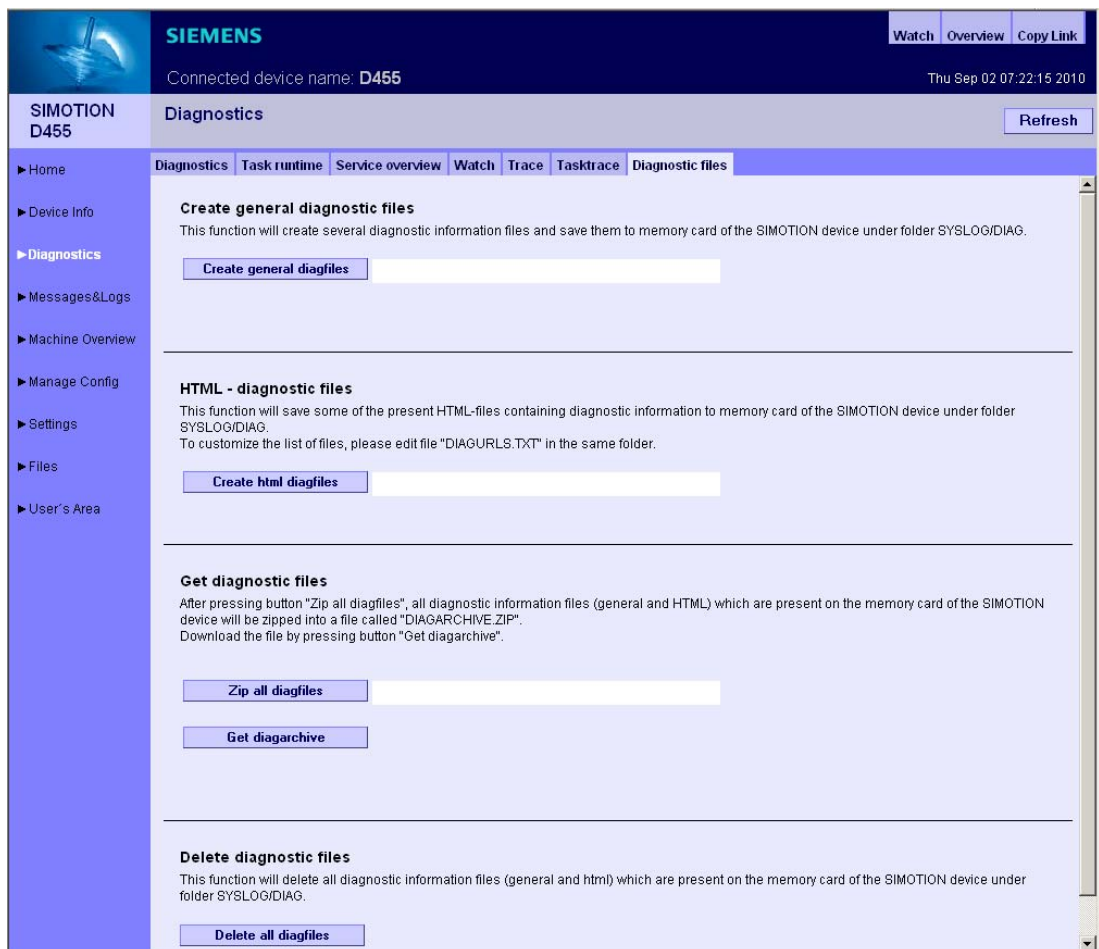 SIEMENS
Watch Overview Copy Link
Connected device name: D455
Thu Sep 02 07:22:15 2010
SIMOTION
D455
Diagnostics
Refresh
►Home
►Device Info
►Diagnostics
►Messages&Logs
►Machine Overview
►Manage Config
►Settings
►Files
►User´s Area
Diagnostics Task runtime Service overview Watch Trace Tasktrace Diagnostic files
Create general diagnostic files
This function will create several diagnostic information files and save them to memory card of the SIMOTION device under folder SYSLOG/DIAG.
Create general diagfiles
HTML - diagnostic files
This function will save some of the present HTML-files containing diagnostic information to memory card of the SIMOTION device under folder
SYSLOG/DIAG.
To customize the list of files, please edit file "DIAGURLS.TXT" in the same folder.
Create html diagfiles
Get diagnostic files
After pressing button "Zip all diagfiles", all diagnostic information files (general and HTML) which are present on the memory card of the SIMOTION
device will be zipped into a file called "DIAGARCHIVE.ZIP".
Download the file by pressing button "Get diagarchive".
Zip all diagfiles
Get diagarchive
Delete diagnostic files
This function will delete all diagnostic information files (general and html) which are present on the memory card of the SIMOTION device under
folder SYSLOG/DIAG.
Delete all diagfiles